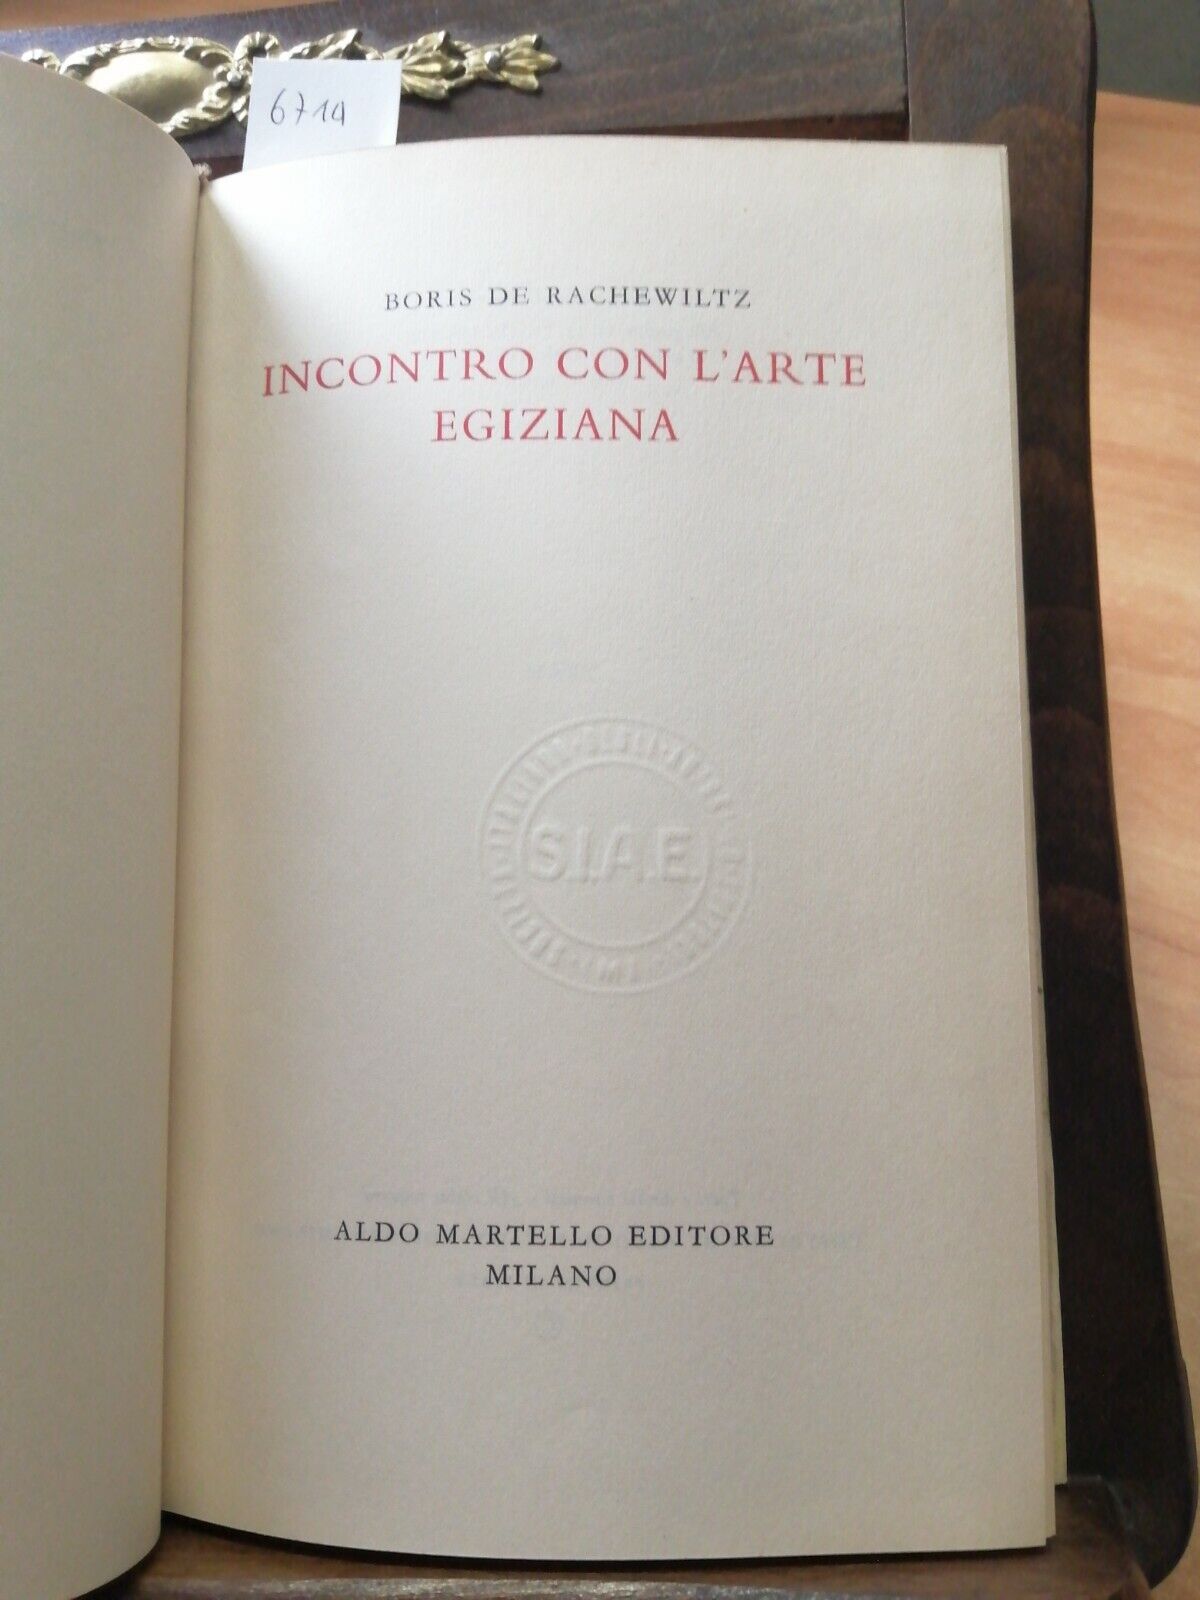 6714
BORIS DE RACHEWILTZ
INCONTRO CON L'ARTE
EGIZIANA
S.I.A.E.
ALDO MARTELLO EDITORE
MILANO